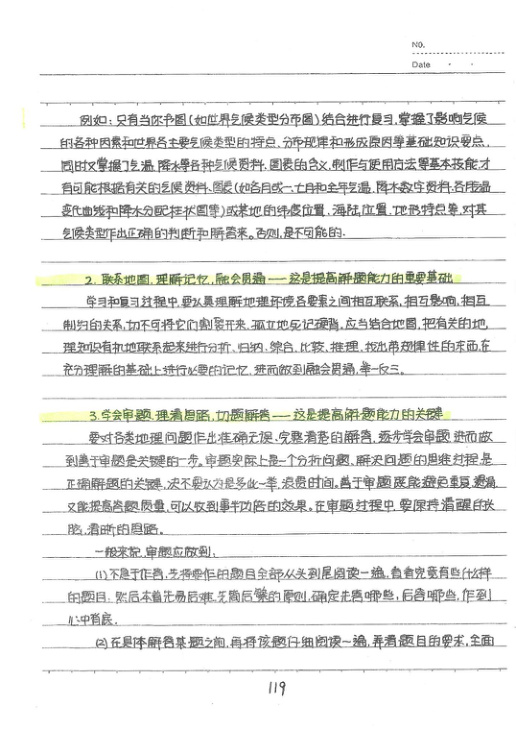 NO.
Date
例如：只有当你书图(如世界气候类型分布图)结合进行复习,掌握了影响气候
的各种因素和世界各主要气候类型的特点、分布规律和形成原因等基础知识要点,
同时又掌握了气温、降水等各种气候资料、图表的含义、制作与使用方法等基本技能,才
有可能根据有关的气候资料、图表(如各月或一、七月和全年气温、降水数字资料、各月气温
变化曲线和降水分配柱状图等)或某地的纬度位置、海陆位置、地形特点等,对其
气候类型作出正确的判断和解答来。否则,是不可能的.
2. 联系地图,理解记忆,融会贯通——这是提高解题能力的重要基础
学习和复习过程中,要认真理解地理环境各要素之间相互联系,相互影响,相互
制约的关系,切不可将它们割裂开来,孤立地死记硬背,应当结合地图,把有关的地
理知识有机地联系起来进行分析、归纳、综合、比较、推理,找出带规律性的东西,在
充分理解的基础上进行必要的记忆,进而做到融会贯通,举一反三。
3.学会审题,理清思路,切题解答——这是提高解题能力的关键
要对各类地理问题作出准确无误、完整清楚的解答,逐步学会审题,进而做
到善于审题是关键的一步。审题实际上是一个分析问题、解决问题的思维过程,是
正确解题的关键,决不要认为是多此一举,浪费时间。善于审题既能避免重复、遗漏
又能提高答题质量,可以收到事半功倍的效果。在审题过程中,要保持清醒的头
脑,清晰的思路。
一般来说,审题应做到:
(1)不急于作答,先将要作的题目全部从头到尾阅读一遍,看看究竟有些什么样
的题目,然后本着先易后难、先简后繁的原则,确定先答哪些,后答哪些,作到
心中有底.
(2)在具体解答某题之前,再将该题仔细阅读一遍,弄清题目的要求,全面
119